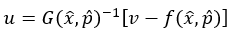 u = G(x̂, p̂)⁻¹[v − f(x̂, p̂)]